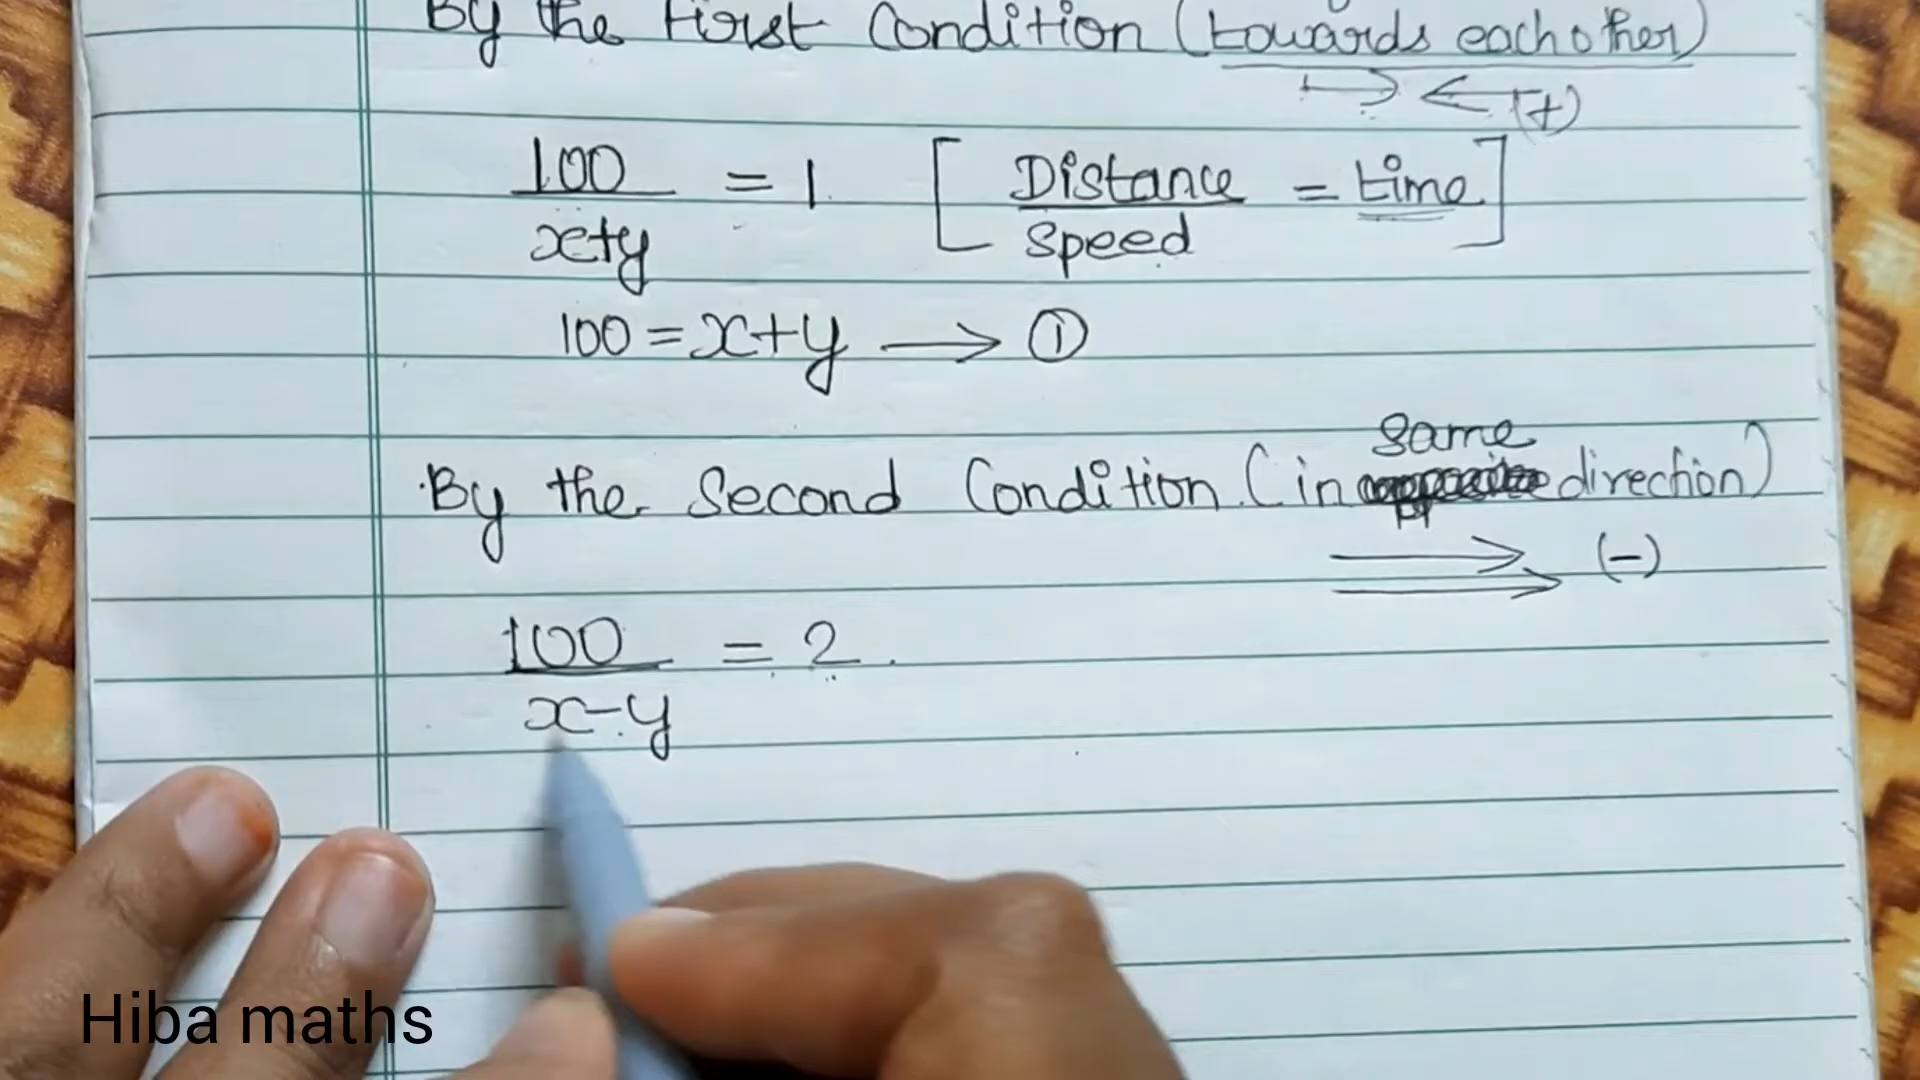 By the First Condition (towards each other)
→ ← (+)
100/x+y = 1 [Distance/Speed = time]
100 = x+y → ①
same
By the Second Condition. (in direction)
→ → (-)
100/x-y = 2.
Hiba maths